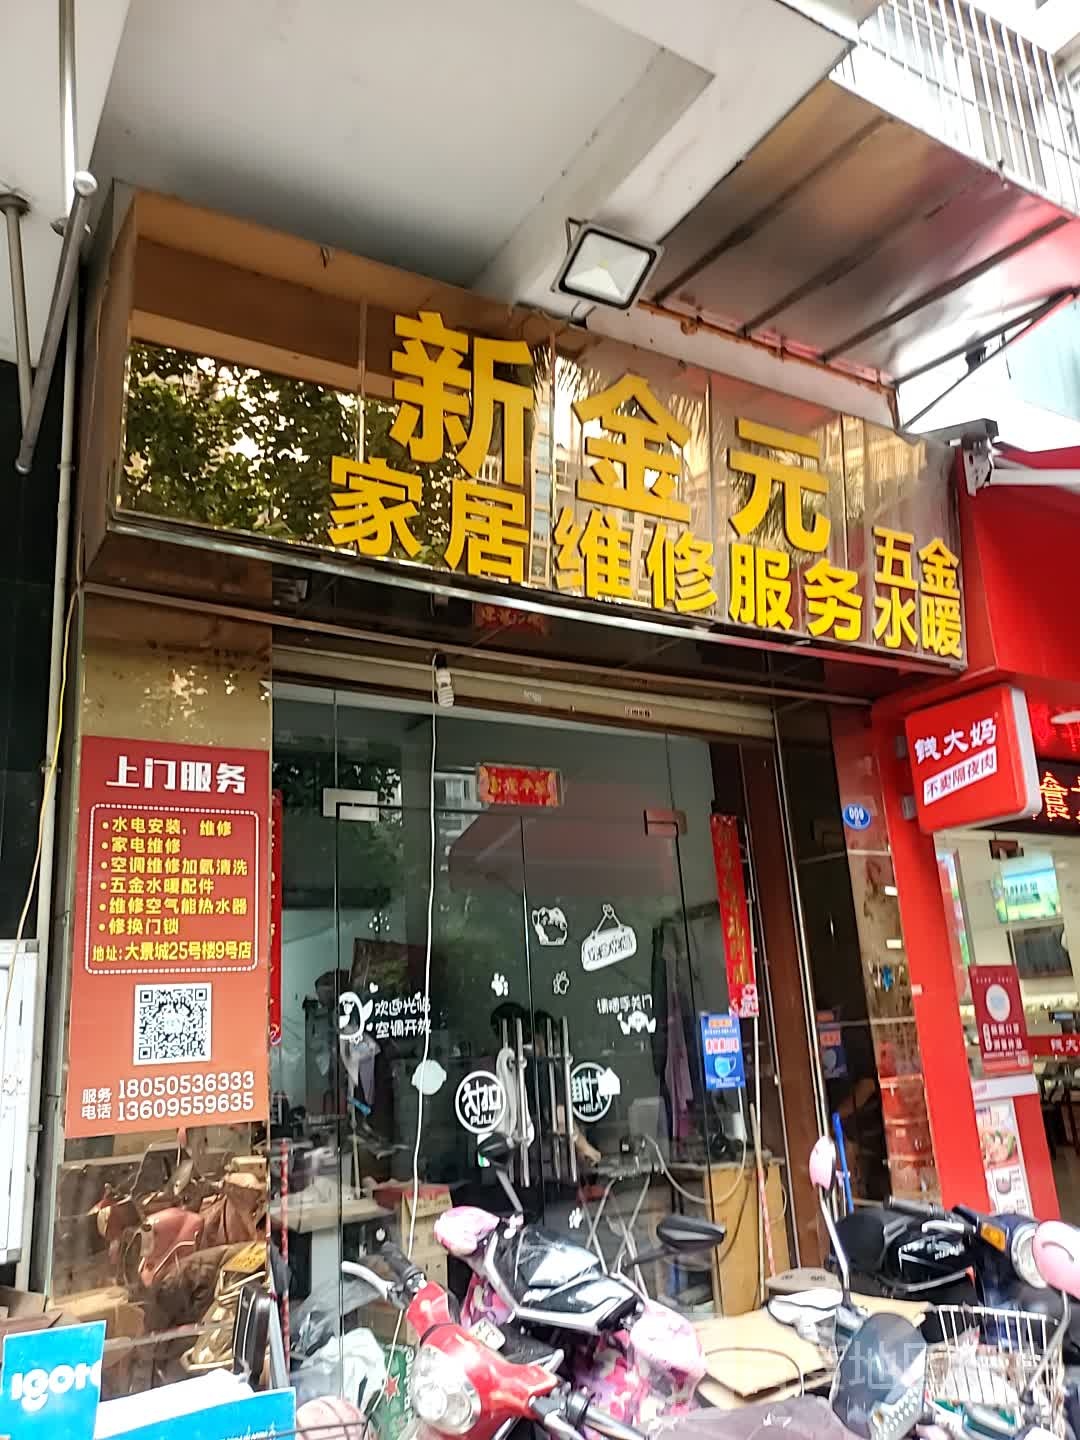 新金元
家居维修服务
五金
水暖
上门服务
•水电安装，维修
•家电维修
•空调维修加氟清洗
•五金水暖配件
•维修空气能热水器
•修换门锁
地址:大景城25号楼9号店
服务
电话
18050536333
13609559635
钱大妈
不卖隔夜肉
009
欢迎光临
空调开放
请随手关门
PULL